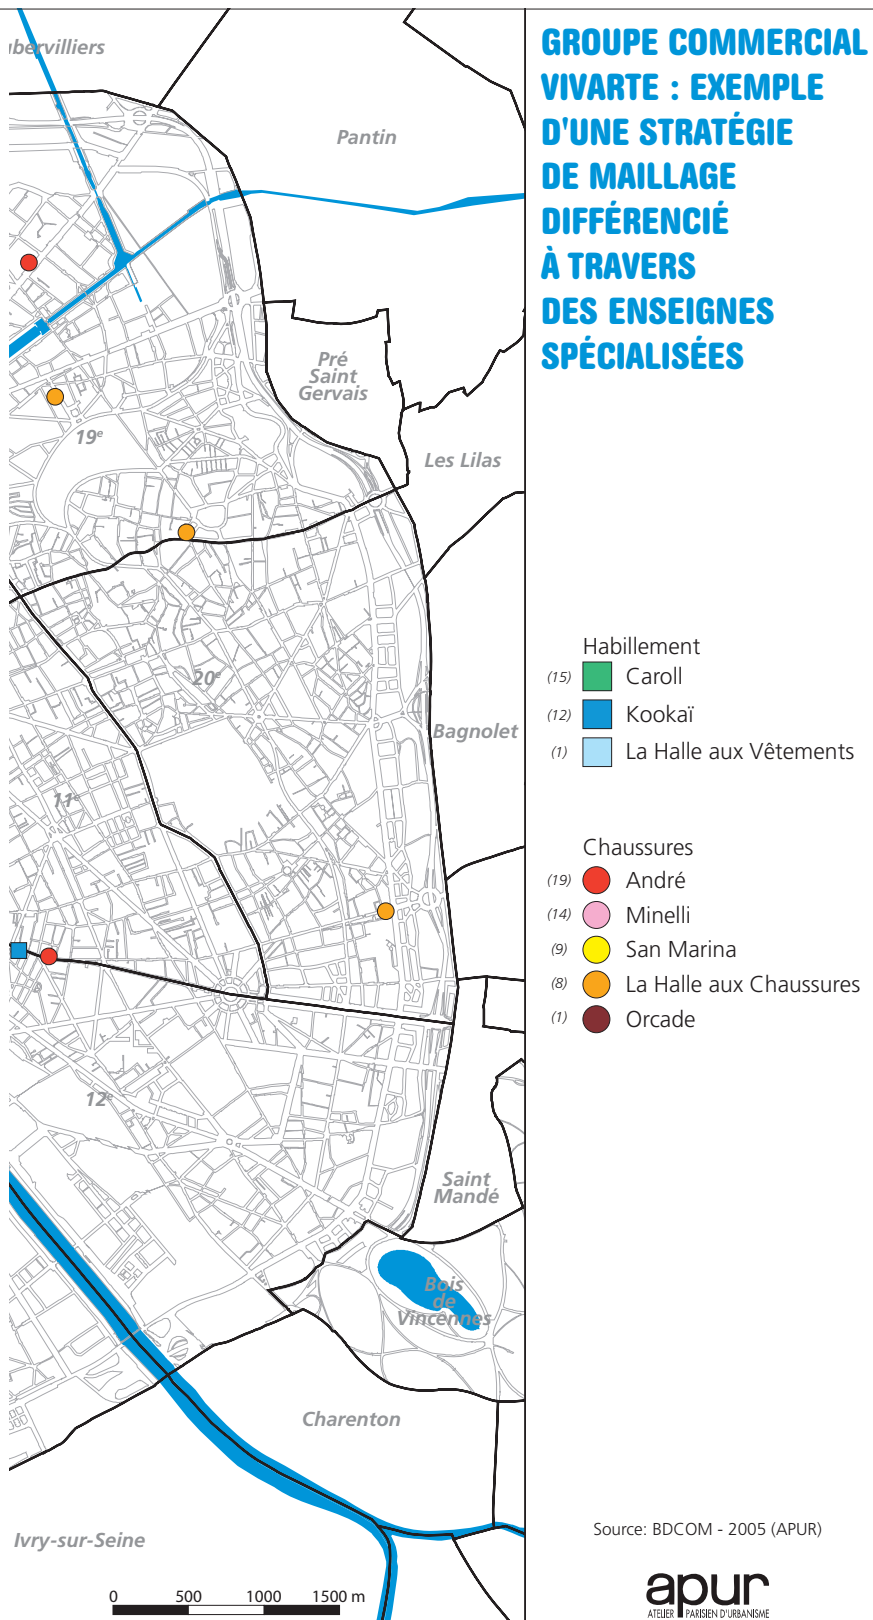 GROUPE COMMERCIAL
VIVARTE : EXEMPLE
D'UNE STRATÉGIE
DE MAILLAGE
DIFFÉRENCIÉ
À TRAVERS
DES ENSEIGNES
SPÉCIALISÉES
bervilliers
Pantin
Pré
Saint
Gervais
19e
Les Lilas
20e
Bagnolet
11e
12e
Saint
Mandé
Bois
de
Vincennes
Charenton
Ivry-sur-Seine
0 500 1000 1500 m
Habillement
(15) Caroll
(12) Kookaï
(1) La Halle aux Vêtements
Chaussures
(19) André
(14) Minelli
(9) San Marina
(8) La Halle aux Chaussures
(1) Orcade
Source: BDCOM - 2005 (APUR)
apur
ATELIER PARISIEN D'URBANISME